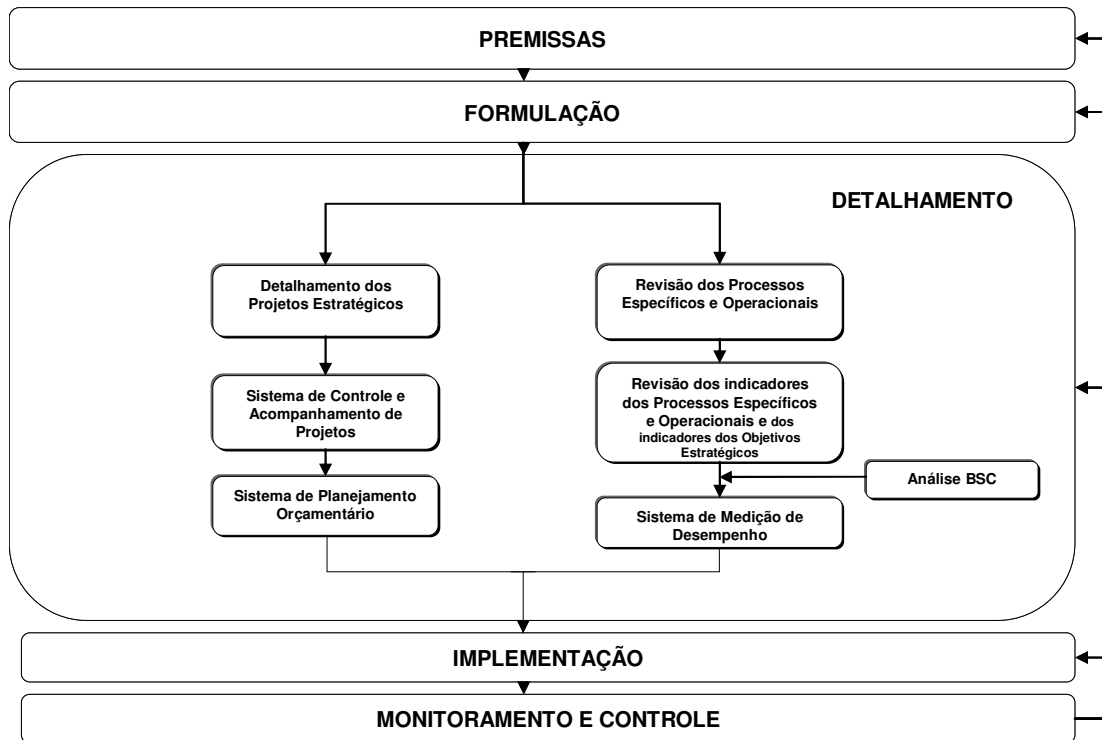 PREMISSAS
FORMULAÇÃO
DETALHAMENTO
Detalhamento dos
Projetos Estratégicos
Sistema de Controle e
Acompanhamento de
Projetos
Sistema de Planejamento
Orçamentário
Revisão dos Processos
Específicos e Operacionais
Revisão dos indicadores
dos Processos Específicos
e Operacionais e dos
indicadores dos Objetivos
Estratégicos
Análise BSC
Sistema de Medição de
Desempenho
IMPLEMENTAÇÃO
MONITORAMENTO E CONTROLE